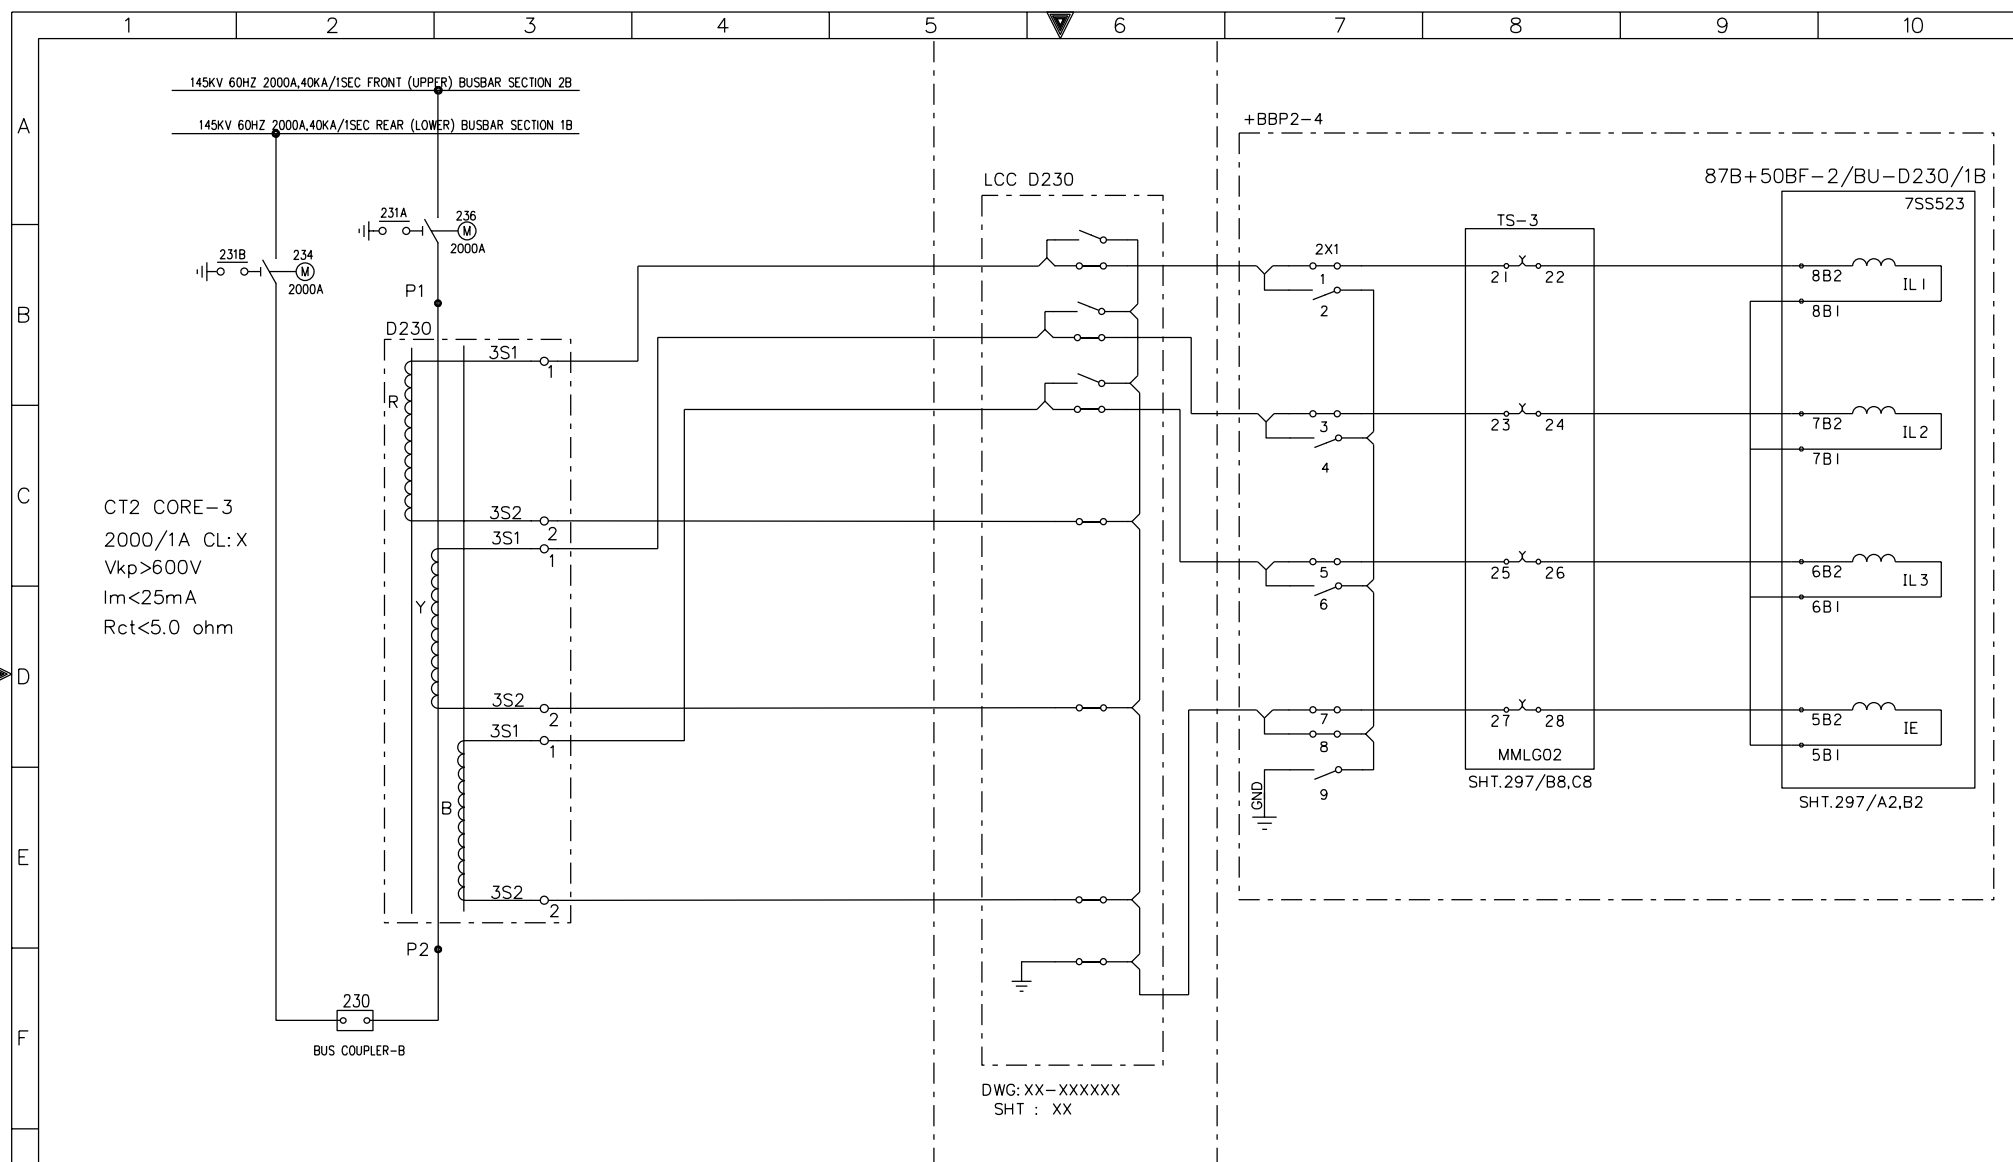 1 2 3 4 5 6 7 8 9 10
A
B
C
D
E
F
145KV 60HZ 2000A,40KA/1SEC FRONT (UPPER) BUSBAR SECTION 2B
145KV 60HZ 2000A,40KA/1SEC REAR (LOWER) BUSBAR SECTION 1B
231A 236
M
2000A
231B 234
M
2000A
P1
D230
3S1
1
R
3S2
2
3S1
1
Y
3S2
2
3S1
1
B
3S2
2
P2
230
BUS COUPLER-B
CT2 CORE-3
2000/1A CL:X
Vkp>600V
Im<25mA
Rct<5.0 ohm
LCC D230
DWG:XX-XXXXXX
SHT : XX
+BBP2-4
2X1
1
2
3
4
5
6
7
8
9
GND
TS-3
21 22
23 24
25 26
27 28
MMLG02
SHT.297/B8,C8
87B+50BF-2/BU-D230/1B
7SS523
8B2
IL1
8B1
7B2
IL2
7B1
6B2
IL3
6B1
5B2
IE
5B1
SHT.297/A2,B2